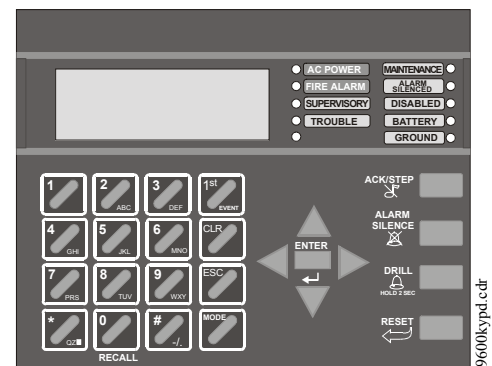 AC POWER MAINTENANCE
FIRE ALARM ALARM SILENCED
SUPERVISORY DISABLED
TROUBLE BATTERY
GROUND
1 2 ABC 3 DEF 1st EVENT
4 GHI 5 JKL 6 MNO CLR
7 PRS 8 TUV 9 WXY ESC
* QZ 0 # -/. MODE
RECALL
ENTER
ACK/STEP
ALARM
SILENCE
DRILL
HOLD 2 SEC
RESET
9600kypd.cdr